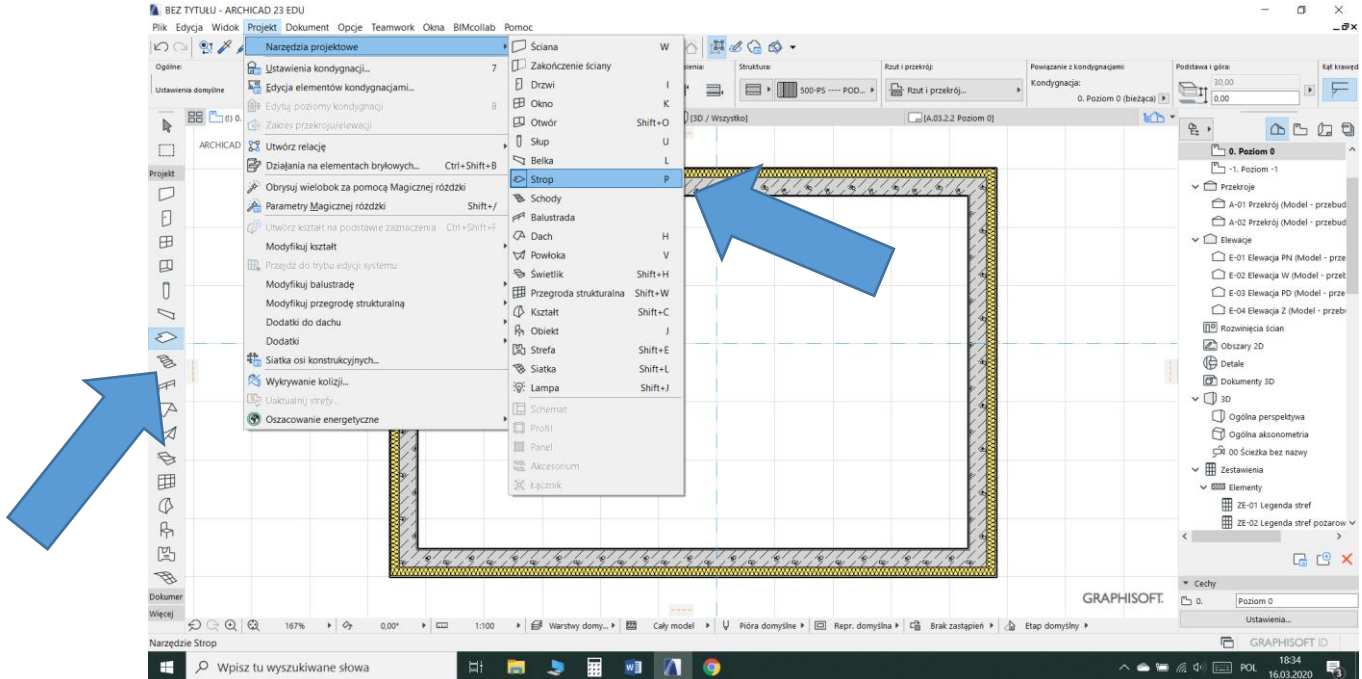 BEZ TYTUŁU - ARCHICAD 23 EDU
Plik Edycja Widok Projekt Dokument Opcje Teamwork Okna BIMcollab Pomoc
Ogólne:
Struktura:
Rzut i przekrój:
Powiązanie z kondygnacjami:
Podstawa i góra:
Kąt krawęd
Ustawienia domyślne
500-PS ---- POD...
Rzut i przekrój...
Kondygnacja:
0. Poziom 0 (bieżąca)
30,00
0,00
(I) 0.
[3D / Wszystko]
[A.03.2.2 Poziom 0]
ARCHICAD
Projekt
Narzędzia projektowe
Ustawienia kondygnacji... 7
Edycja elementów kondygnacjami...
Edytuj poziomy kondygnacji 8
Zakres przekroju/elewacji
Utwórz relację
Działania na elementach bryłowych... Ctrl+Shift+B
Obrysuj wielobok za pomocą Magicznej różdżki
Parametry Magicznej różdżki Shift+/
Utwórz kształt na podstawie zaznaczenia Ctrl+Shift+F
Modyfikuj kształt
Przejdź do trybu edycji systemu
Modyfikuj balustradę
Modyfikuj przegrodę strukturalną
Dodatki do dachu
Dodatki
Siatka osi konstrukcyjnych...
Wykrywanie kolizji...
Uaktualnij strefy...
Oszacowanie energetyczne
Ściana W
Zakończenie ściany
Drzwi I
Okno K
Otwór Shift+O
Słup U
Belka L
Strop P
Schody
Balustrada
Dach H
Powłoka V
Świetlik Shift+H
Przegroda strukturalna Shift+W
Kształt Shift+C
Obiekt J
Strefa Shift+E
Siatka Shift+L
Lampa Shift+J
Schemat
Profil
Panel
Akcesorium
Łącznik
0. Poziom 0
-1. Poziom -1
Przekroje
A-01 Przekrój (Model - przebud
A-02 Przekrój (Model - przebud
Elewacje
E-01 Elewacja PN (Model - prze
E-02 Elewacja W (Model - przeb
E-03 Elewacja PD (Model - prze
E-04 Elewacja Z (Model - przeb
Rozwinięcia ścian
Obszary 2D
Detale
Dokumenty 3D
3D
Ogólna perspektywa
Ogólna aksonometria
00 Ścieżka bez nazwy
Zestawienia
Elementy
ZE-01 Legenda stref
ZE-02 Legenda stref pożarow
Cechy
0. Poziom 0
Ustawienia...
GRAPHISOFT.
GRAPHISOFT ID
Dokumer
Więcej
167% 0,00° 1:100 Warstwy domy... Cały model Pióra domyślne Repr. domyślna Brak zastąpień Etap domyślny
Narzędzie Strop
Wpisz tu wyszukiwane słowa
POL
18:34
16.03.2020
3